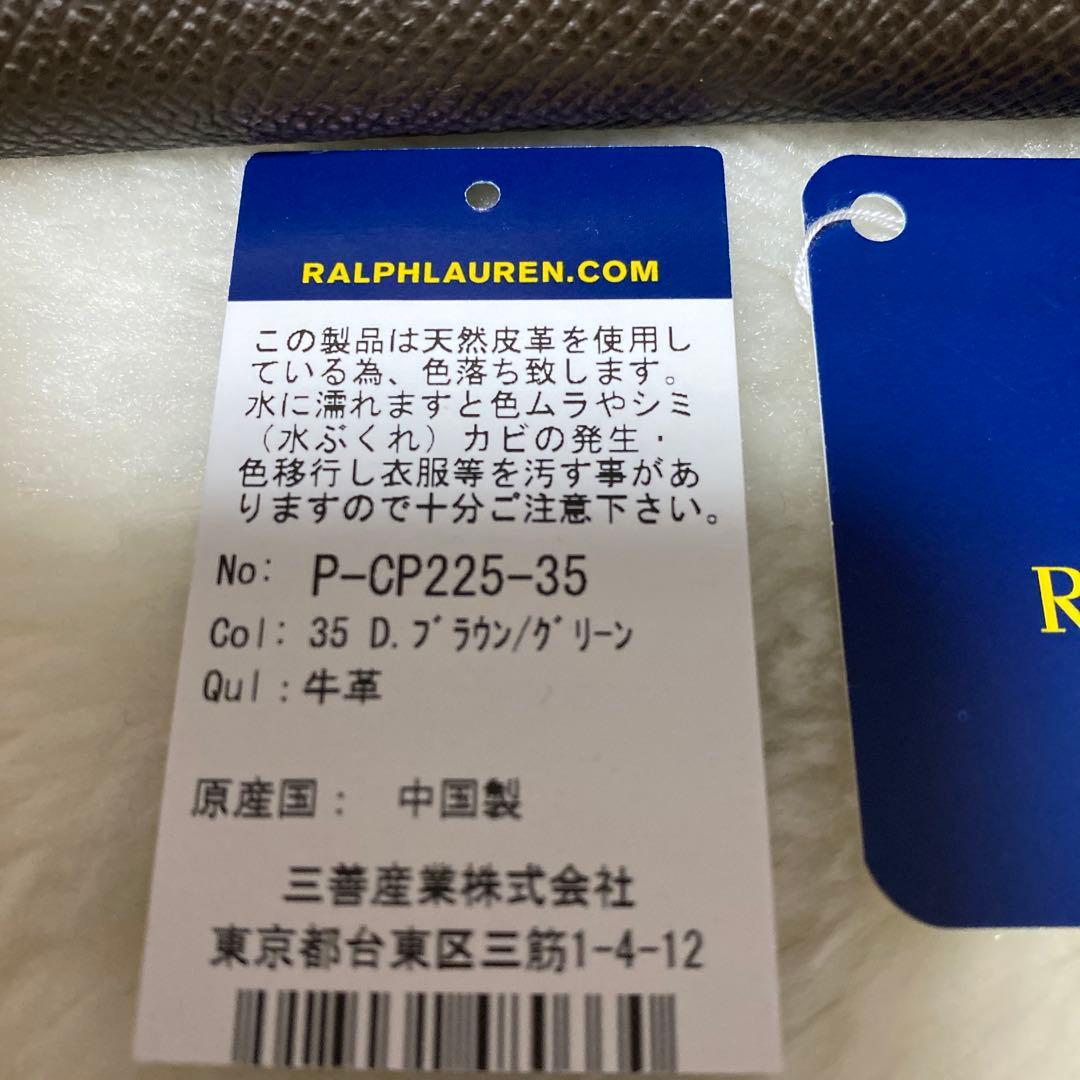 RALPHLAUREN.COM
この製品は天然皮革を使用し
ている為、色落ち致します。
水に濡れますと色ムラやシミ
（水ぶくれ）カビの発生・
色移行し衣服等を汚す事があ
りますので十分ご注意下さい。
No: P-CP225-35
Col: 35 D.ﾌﾞﾗｳﾝ/ｸﾞﾘｰﾝ
Qul:牛革
原産国： 中国製
三善産業株式会社
東京都台東区三筋1-4-12
R